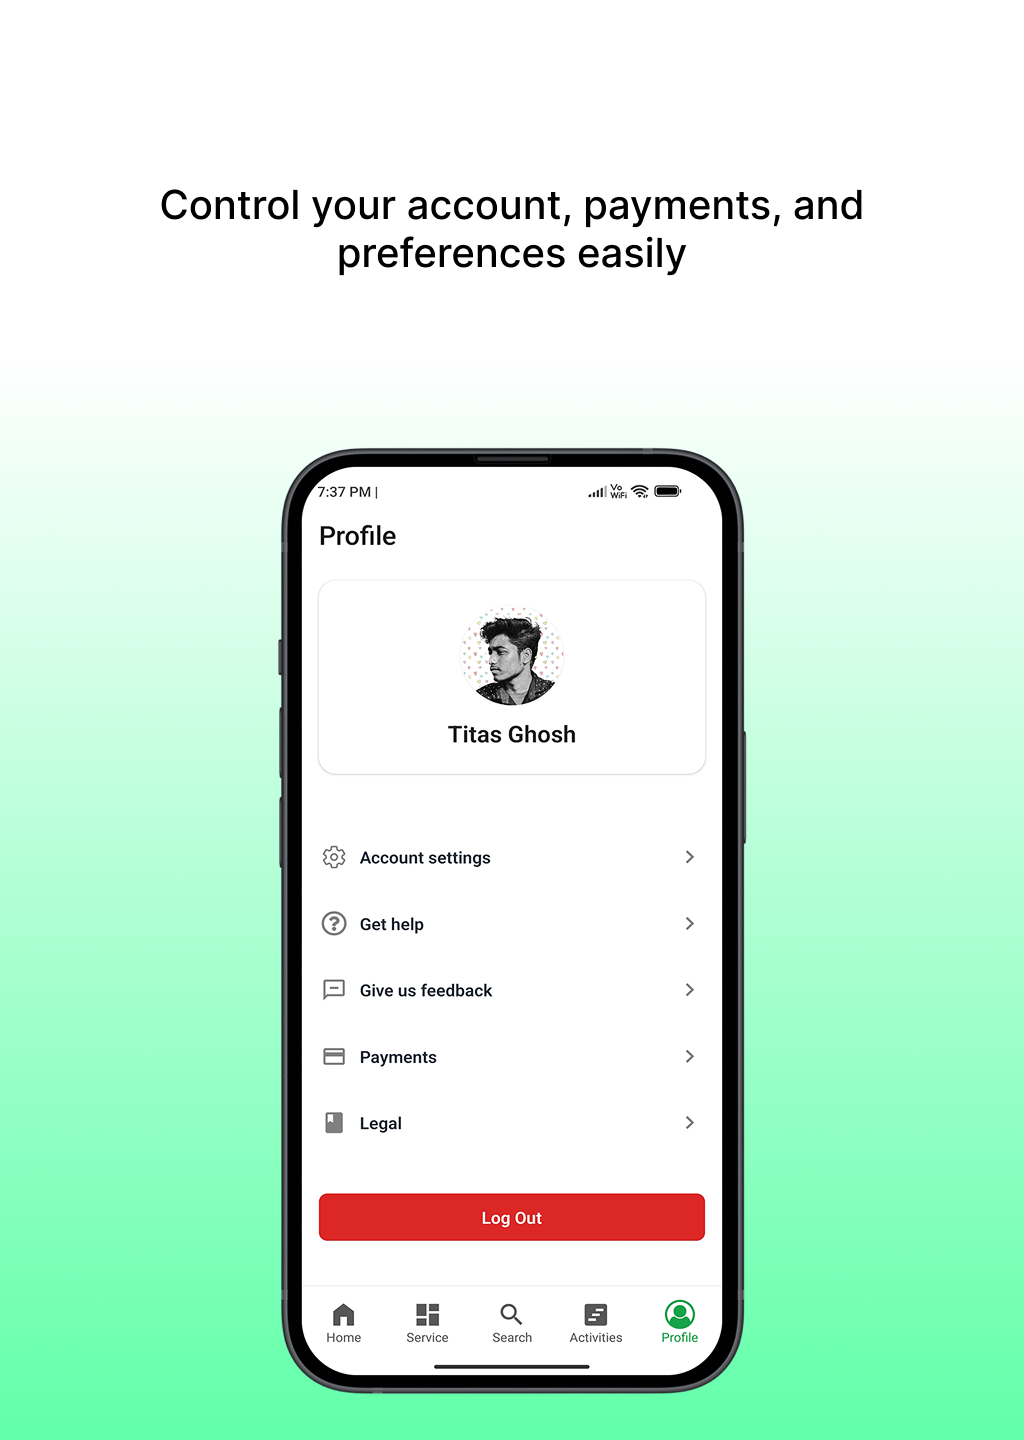 Control your account, payments, and
preferences easily
7:37 PM |
Vo
WiFi
Profile
Titas Ghosh
Account settings
Get help
Give us feedback
Payments
Legal
Log Out
Home
Service
Search
Activities
Profile